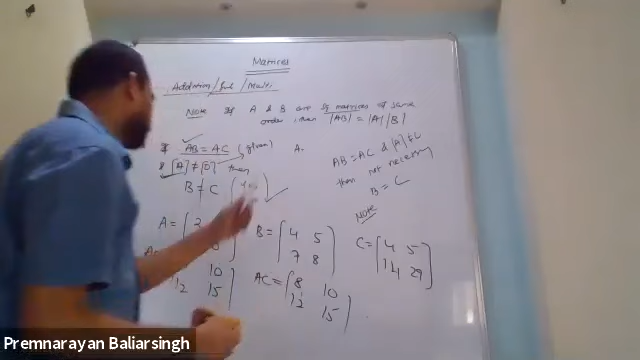 Matrices
Addition / Sub / Multi
Note If A & B are Sq matrices of same
order then |AB| = |A| |B|
If AB = AC (given) A.
& [A] ≠ [0] then
B ≠ C
AB = AC & [A] ≠
then not necessary
B = C
Note
A = B = (4 5 C = (4 5
7 8) 14 29)
10 AC = (8 10
12 15) 12 15)
Premnarayan Baliarsingh